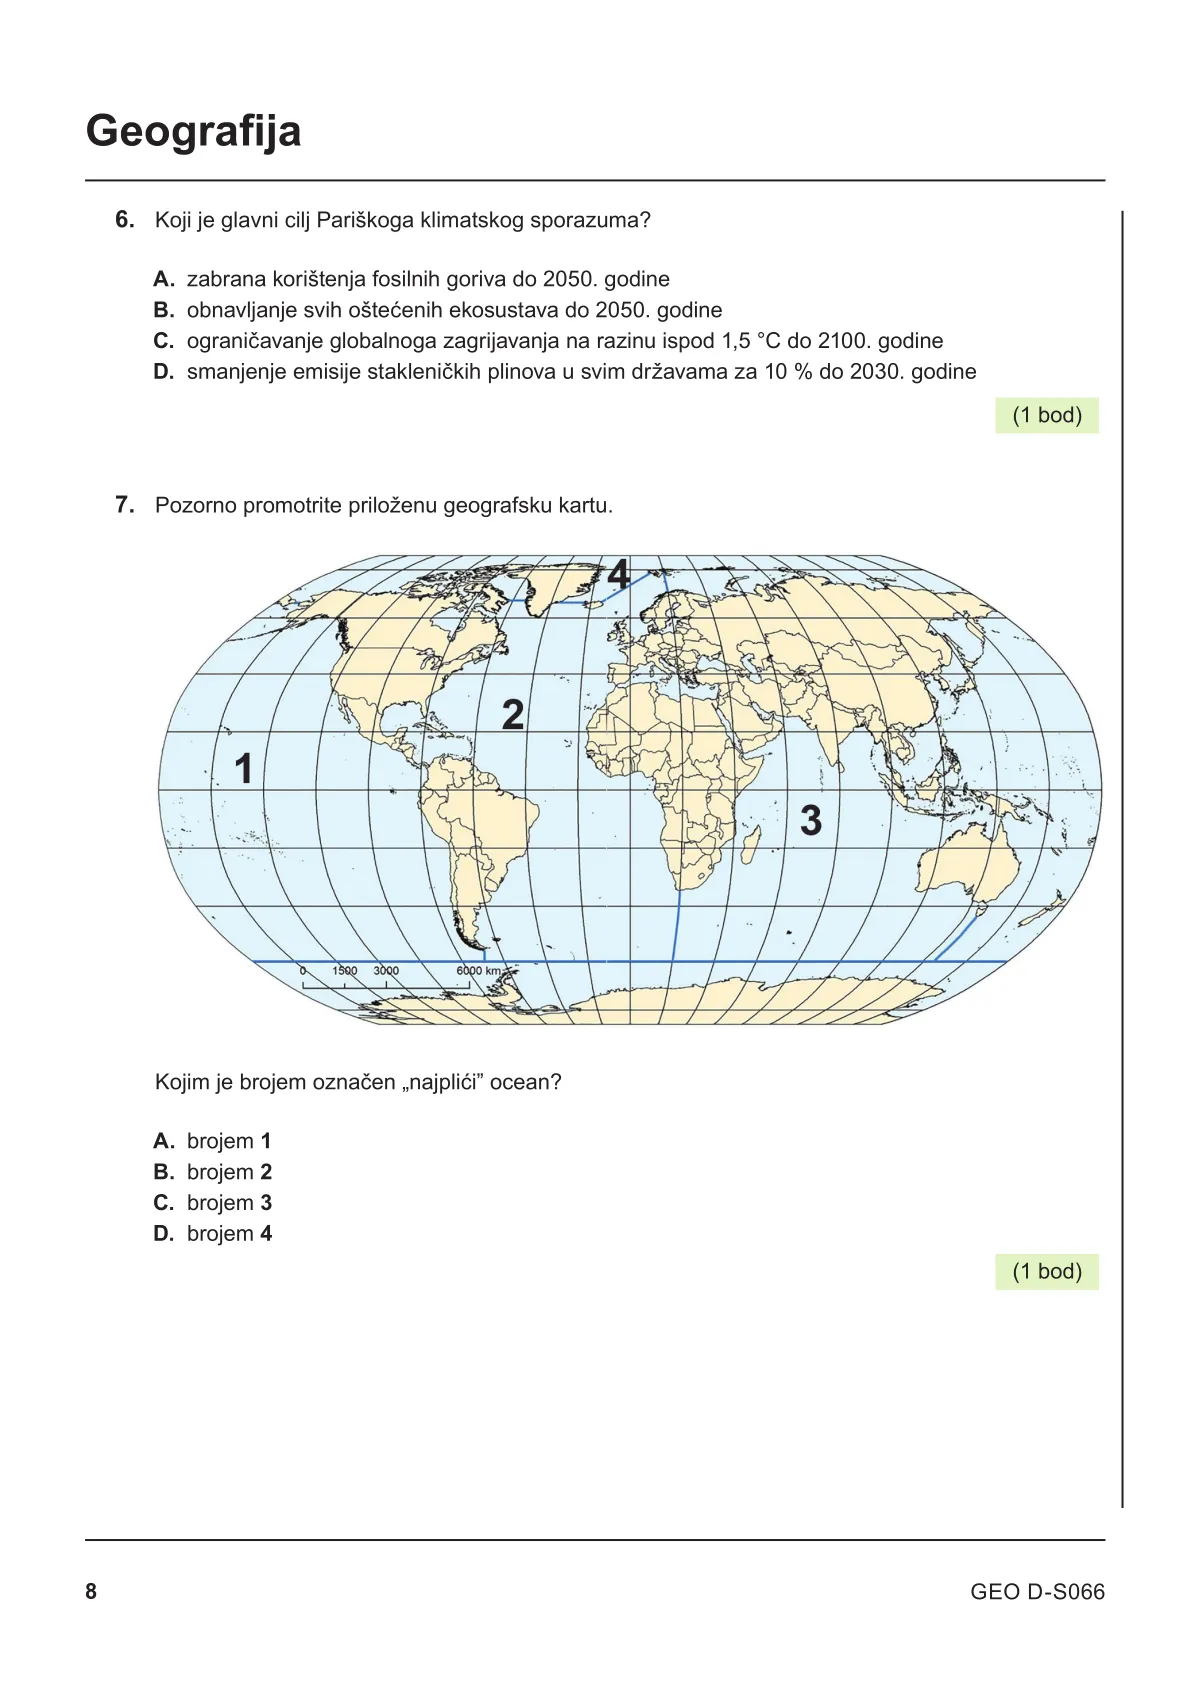 Geografija
6. Koji je glavni cilj Pariškoga klimatskog sporazuma?
A. zabrana korištenja fosilnih goriva do 2050. godine
B. obnavljanje svih oštećenih ekosustava do 2050. godine
C. ograničavanje globalnoga zagrijavanja na razinu ispod 1,5 °C do 2100. godine
D. smanjenje emisije stakleničkih plinova u svim državama za 10 % do 2030. godine
(1 bod)
7. Pozorno promotrite priloženu geografsku kartu.
4
2
1
3
0 1500 3000 6000 km
Kojim je brojem označen „najplići” ocean?
A. brojem 1
B. brojem 2
C. brojem 3
D. brojem 4
(1 bod)
8
GEO D-S066